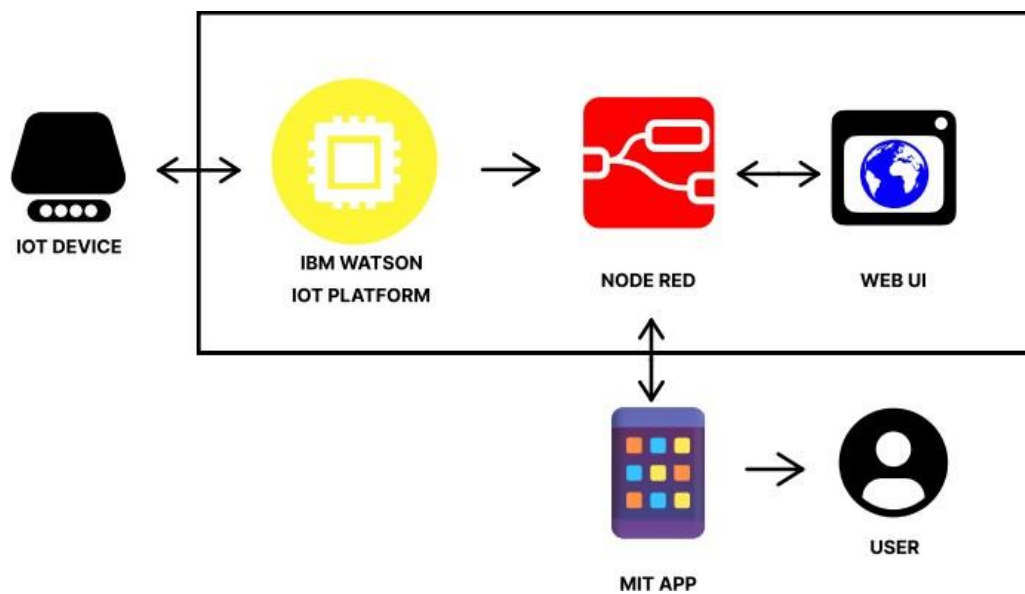 IOT DEVICE
IBM WATSON
IOT PLATFORM
NODE RED
WEB UI
MIT APP
USER